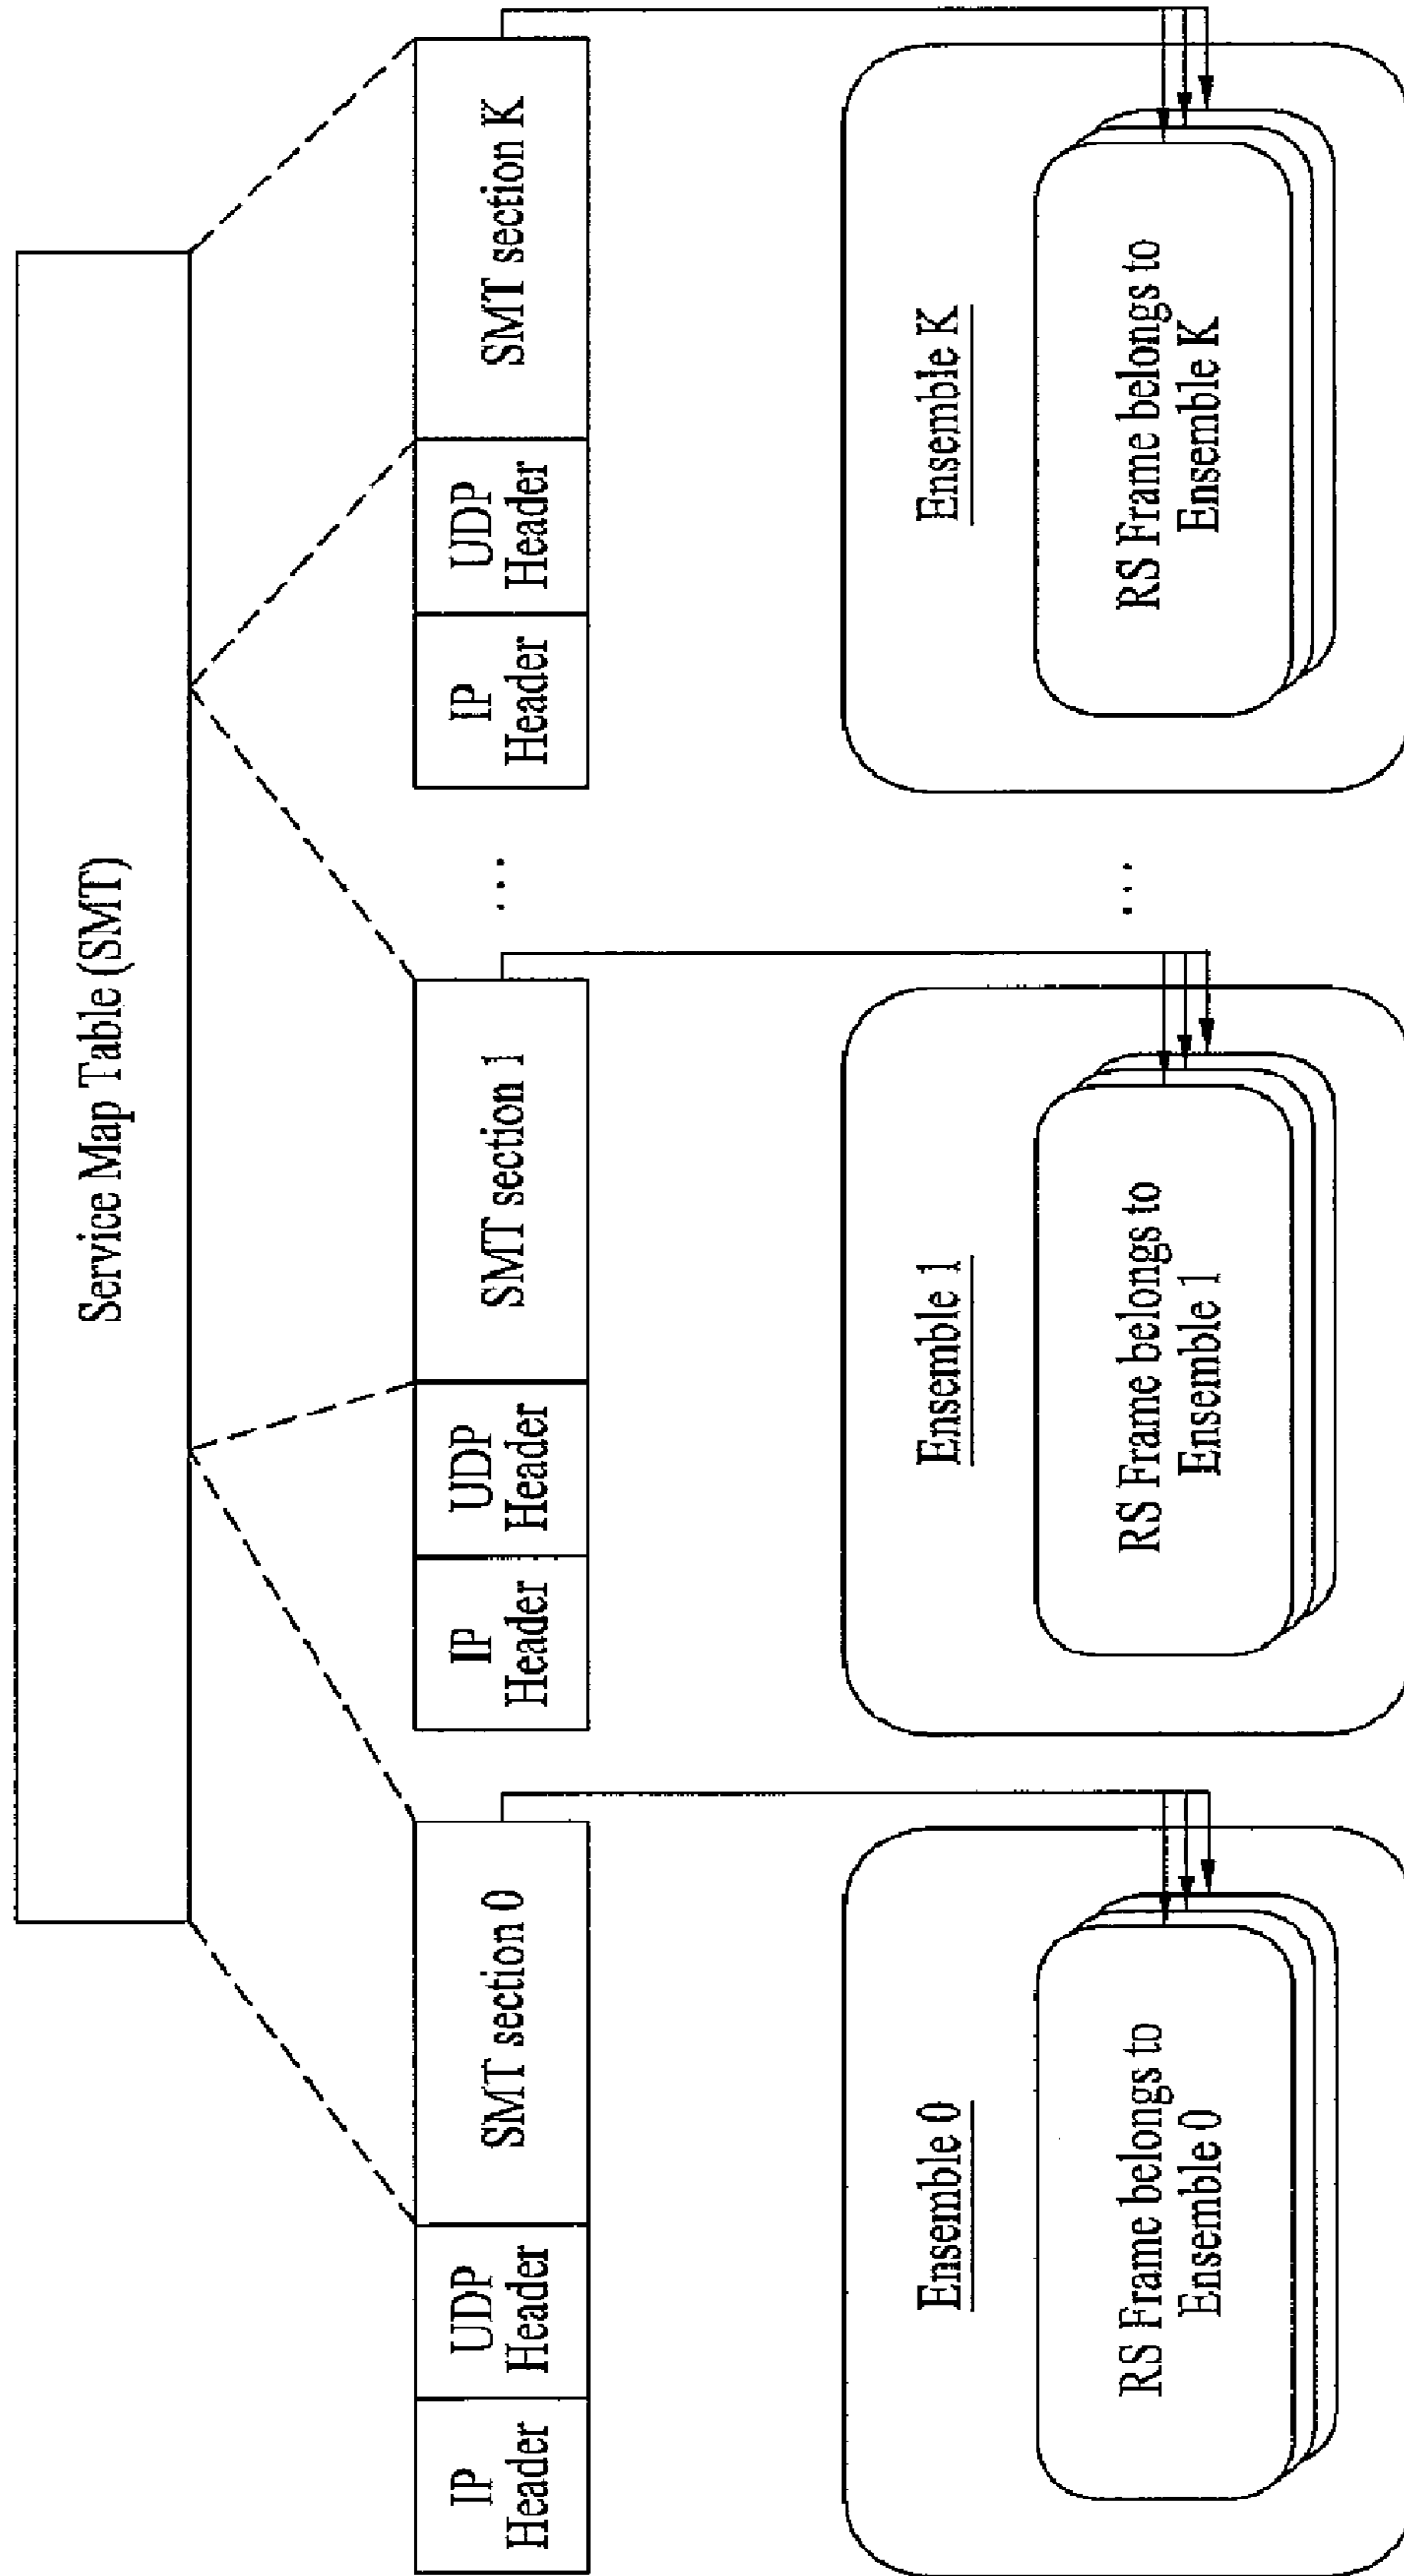 Service Map Table (SMT)
IP
Header
UDP
Header
SMT section 0
IP
Header
UDP
Header
SMT section 1
...
IP
Header
UDP
Header
SMT section K
Ensemble 0
RS Frame belongs to
Ensemble 0
Ensemble 1
RS Frame belongs to
Ensemble 1
...
Ensemble K
RS Frame belongs to
Ensemble K